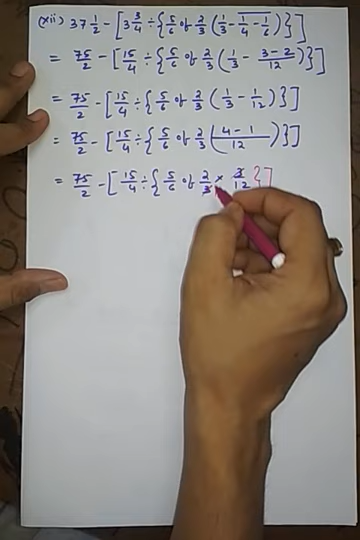 (xii) 37 1/2 - [3 3/4 ÷ {5/6 of 2/3 (1/3 - \overline{1/4 - 1/6})}]
= 75/2 - [15/4 ÷ {5/6 of 2/3 (1/3 - (3-2)/12)}]
= 75/2 - [15/4 ÷ {5/6 of 2/3 (1/3 - 1/12)}]
= 75/2 - [15/4 ÷ {5/6 of 2/3 ((4-1)/12)}]
= 75/2 - [15/4 ÷ {5/6 of 2/3 × 3/12}]